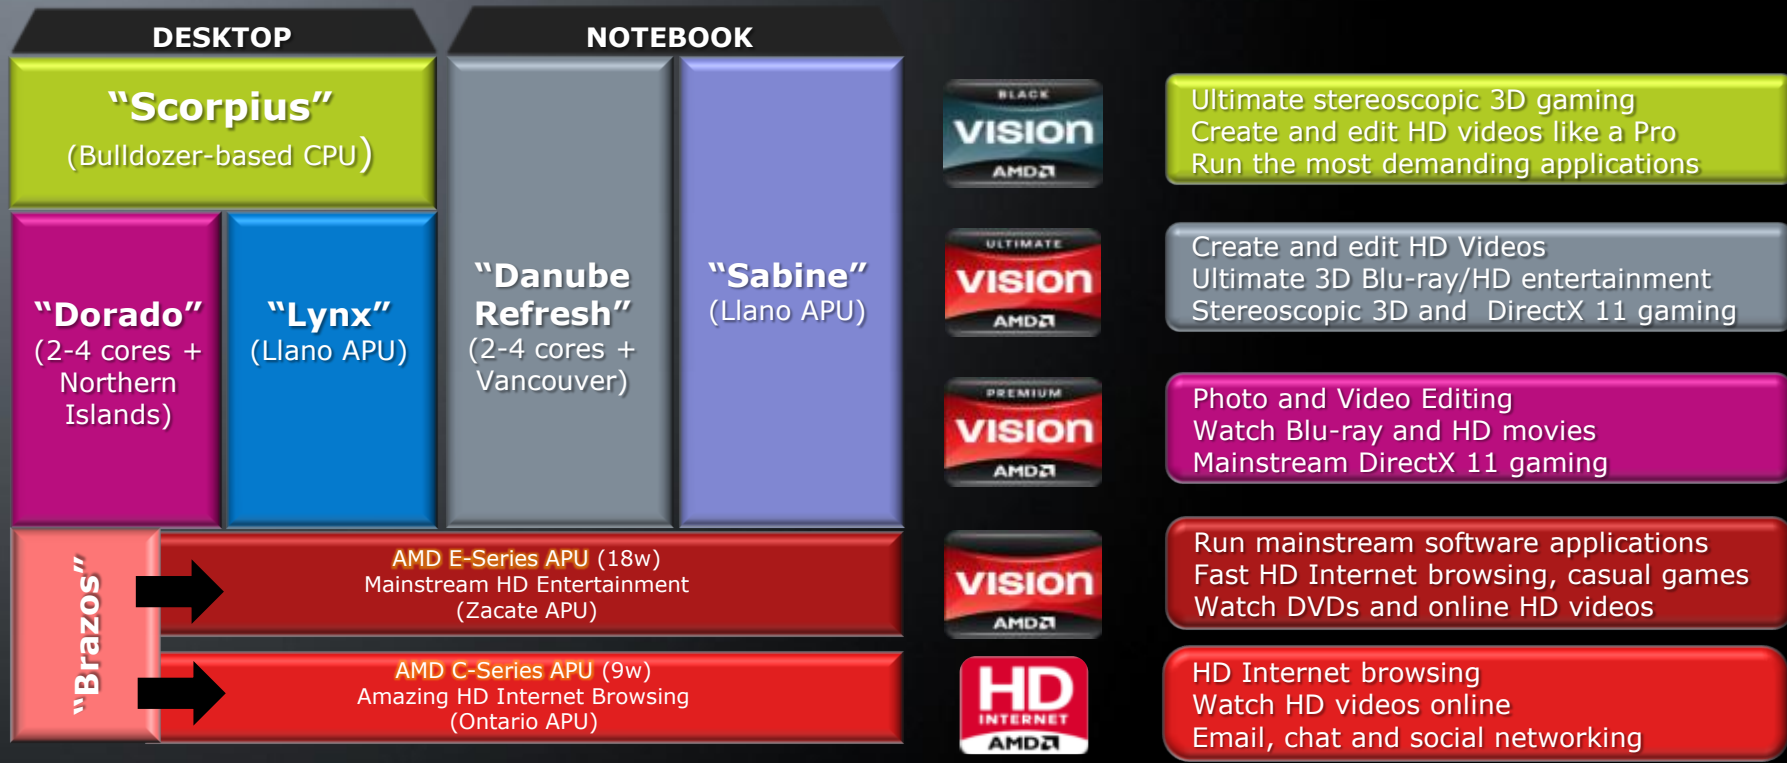 DESKTOP
NOTEBOOK
“Scorpius”
(Bulldozer-based CPU)
“Dorado”
(2-4 cores +
Northern
Islands)
“Lynx”
(Llano APU)
“Danube
Refresh”
(2-4 cores +
Vancouver)
“Sabine”
(Llano APU)
“Brazos”
AMD E-Series APU (18w)
Mainstream HD Entertainment
(Zacate APU)
AMD C-Series APU (9w)
Amazing HD Internet Browsing
(Ontario APU)
BLACK
VISION
AMD
Ultimate stereoscopic 3D gaming
Create and edit HD videos like a Pro
Run the most demanding applications
ULTIMATE
VISION
AMD
Create and edit HD Videos
Ultimate 3D Blu-ray/HD entertainment
Stereoscopic 3D and  DirectX 11 gaming
PREMIUM
VISION
AMD
Photo and Video Editing
Watch Blu-ray and HD movies
Mainstream DirectX 11 gaming
VISION
AMD
Run mainstream software applications
Fast HD Internet browsing, casual games
Watch DVDs and online HD videos
HD
INTERNET
AMD
HD Internet browsing
Watch HD videos online
Email, chat and social networking